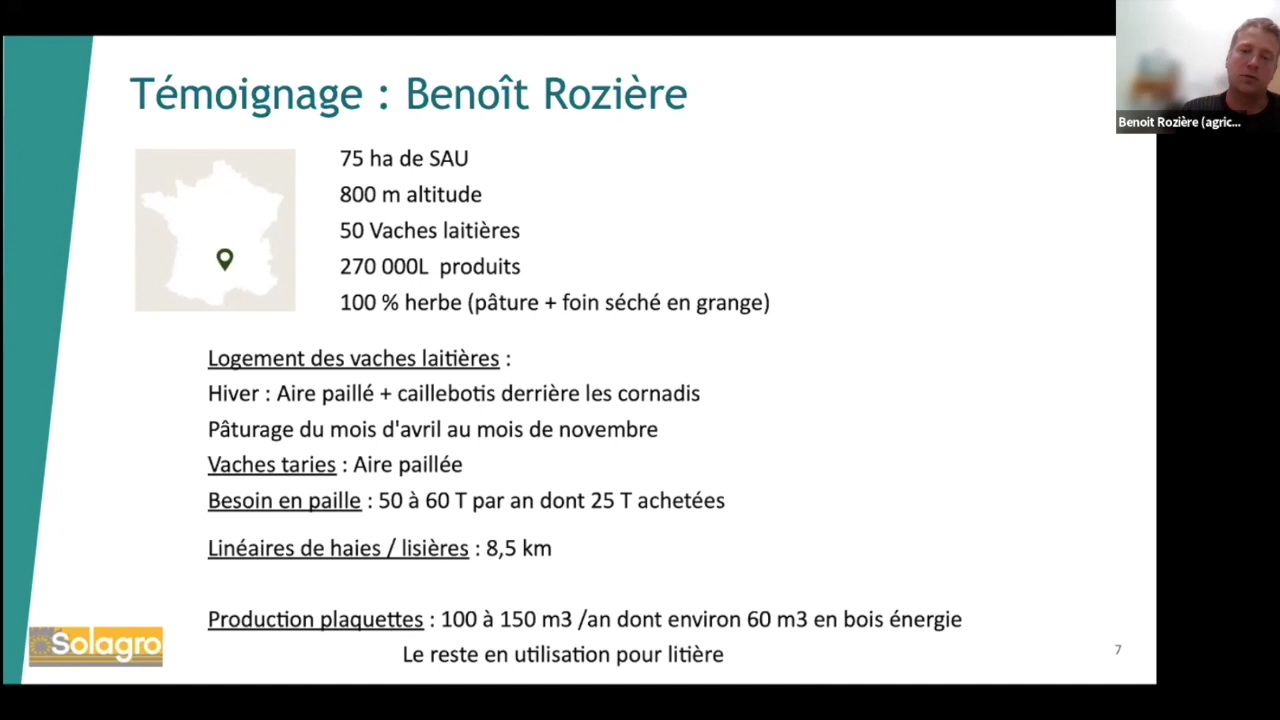 Témoignage : Benoît Rozière
Benoit Rozière (agric...
75 ha de SAU
800 m altitude
50 Vaches laitières
270 000L produits
100 % herbe (pâture + foin séché en grange)
Logement des vaches laitières :
Hiver : Aire paillé + caillebotis derrière les cornadis
Pâturage du mois d'avril au mois de novembre
Vaches taries : Aire paillée
Besoin en paille : 50 à 60 T par an dont 25 T achetées
Linéaires de haies / lisières : 8,5 km
Production plaquettes : 100 à 150 m3 /an dont environ 60 m3 en bois énergie
Le reste en utilisation pour litière
Solagro
7